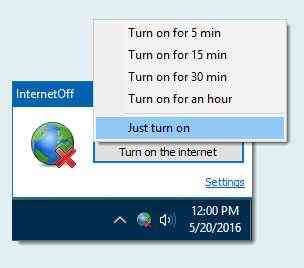 Turn on for 5 min
Turn on for 15 min
Turn on for 30 min
Turn on for an hour
Just turn on
InternetOff
Turn on the internet
Settings
12:00 PM
5/20/2016